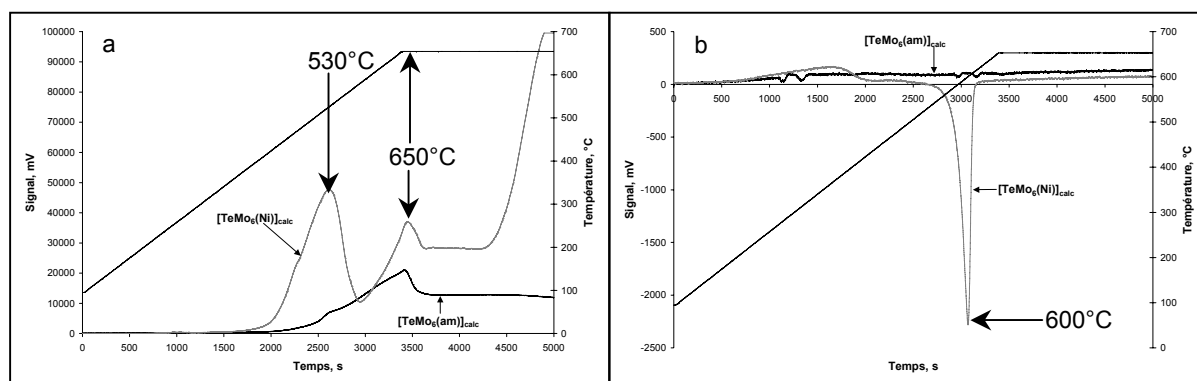 a
100000
90000
80000
70000
60000
50000
40000
30000
20000
10000
0
Signal, mV
530°C
650°C
[TeMo6(Ni)]calc
[TeMo6(am)]calc
700
600
500
400
300
200
100
0
Température, °C
0 500 1000 1500 2000 2500 3000 3500 4000 4500 5000
Temps, s
b
500
0
-500
-1000
-1500
-2000
-2500
Signal, mV
[TeMo6(am)]calc
[TeMo6(Ni)]calc
600°C
0 500 1000 1500 2000 2500 3000 3500 4000 4500 5000
700
600
500
400
300
200
100
0
Température, °C
Temps, s